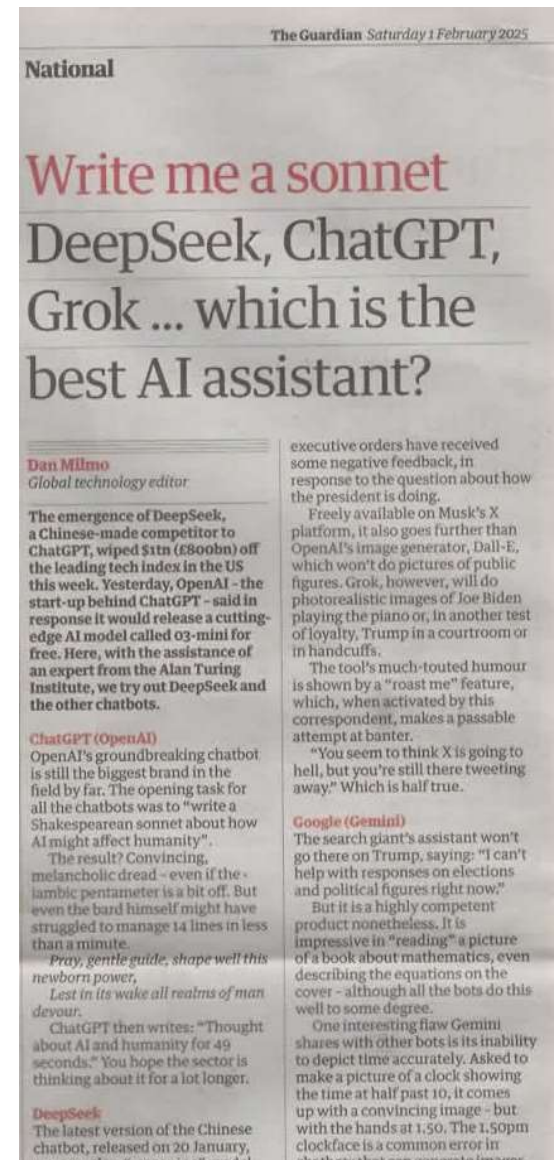 The Guardian Saturday 1 February 2025
National
Write me a sonnet
DeepSeek, ChatGPT,
Grok ... which is the
best AI assistant?
Dan Milmo
Global technology editor
The emergence of DeepSeek,
a Chinese-made competitor to
ChatGPT, wiped $1tn (£800bn) off
the leading tech index in the US
this week. Yesterday, OpenAI – the
start-up behind ChatGPT – said in
response it would release a cutting-
edge AI model called o3-mini for
free. Here, with the assistance of
an expert from the Alan Turing
Institute, we try out DeepSeek and
the other chatbots.
ChatGPT (OpenAI)
OpenAI's groundbreaking chatbot
is still the biggest brand in the
field by far. The opening task for
all the chatbots was to "write a
Shakespearean sonnet about how
AI might affect humanity".
The result? Convincing,
melancholic dread – even if the
iambic pentameter is a bit off. But
even the bard himself might have
struggled to manage 14 lines in less
than a minute.
Pray, gentle guide, shape well this
newborn power,
Lest in its wake all realms of man
devour.
ChatGPT then writes: "Thought
about AI and humanity for 49
seconds." You hope the sector is
thinking about it for a lot longer.
DeepSeek
The latest version of the Chinese
chatbot, released on 20 January,
executive orders have received
some negative feedback, in
response to the question about how
the president is doing.
Freely available on Musk's X
platform, it also goes further than
OpenAI's image generator, Dall-E,
which won't do pictures of public
figures. Grok, however, will do
photorealistic images of Joe Biden
playing the piano or, in another test
of loyalty, Trump in a courtroom or
in handcuffs.
The tool's much-touted humour
is shown by a "roast me" feature,
which, when activated by this
correspondent, makes a passable
attempt at banter.
"You seem to think X is going to
hell, but you're still there tweeting
away." Which is half true.
Google (Gemini)
The search giant's assistant won't
go there on Trump, saying: "I can't
help with responses on elections
and political figures right now."
But it is a highly competent
product nonetheless. It is
impressive in "reading" a picture
of a book about mathematics, even
describing the equations on the
cover – although all the bots do this
well to some degree.
One interesting flaw Gemini
shares with other bots is its inability
to depict time accurately. Asked to
make a picture of a clock showing
the time at half past 10, it comes
up with a convincing image – but
with the hands at 1.50. The 1.50pm
clockface is a common error in